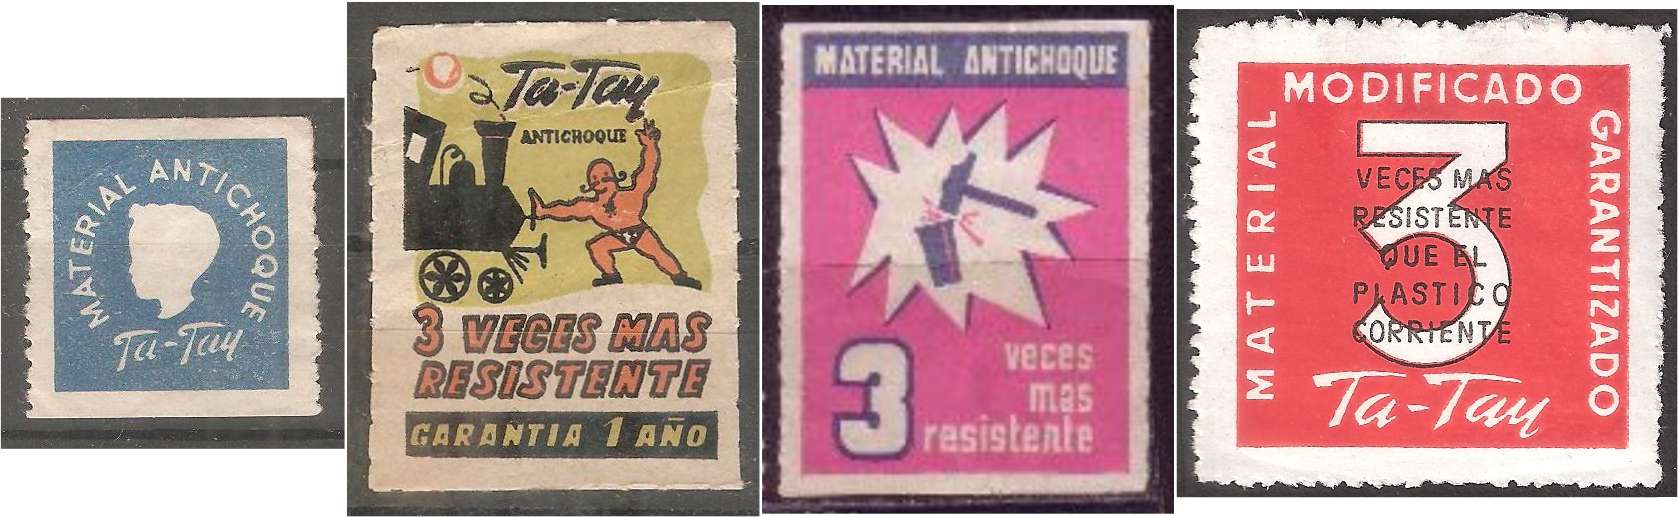 MATERIAL ANTICHOQUE
Ta-Tay
Ta-Tay
ANTICHOQUE
3 VECES MAS
RESISTENTE
GARANTIA 1 AÑO
MATERIAL ANTICHOQUE
3
veces
mas
resistente
MATERIAL
MODIFICADO
GARANTIZADO
3
VECES MAS
RESISTENTE
QUE EL
PLASTICO
CORRIENTE
Ta-Tay